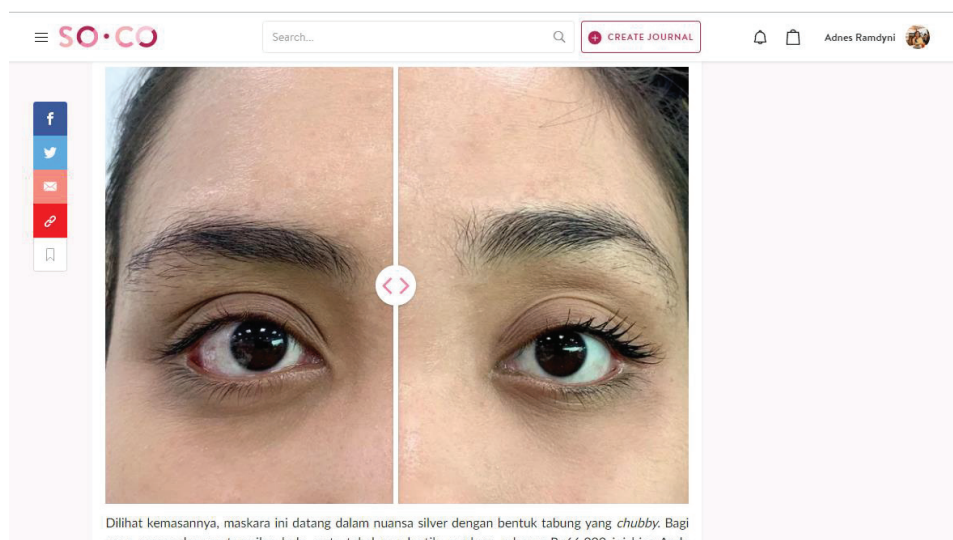 SO·CO
Search...
CREATE JOURNAL
Adnes Ramdyni
Dilihat kemasannya, maskara ini datang dalam nuansa silver dengan bentuk tabung yang chubby. Bagi